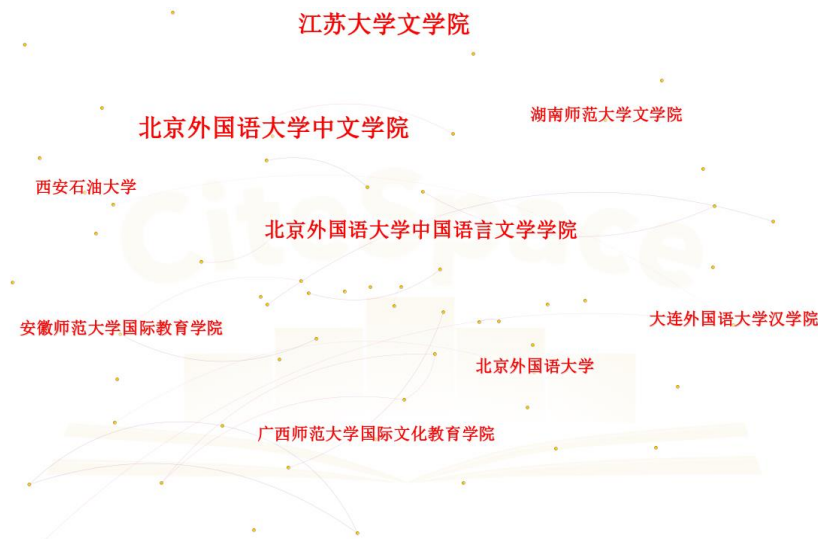 江苏大学文学院
湖南师范大学文学院
北京外国语大学中文学院
西安石油大学
CiteSpace
北京外国语大学中国语言文学学院
安徽师范大学国际教育学院
大连外国语大学汉学院
北京外国语大学
广西师范大学国际文化教育学院